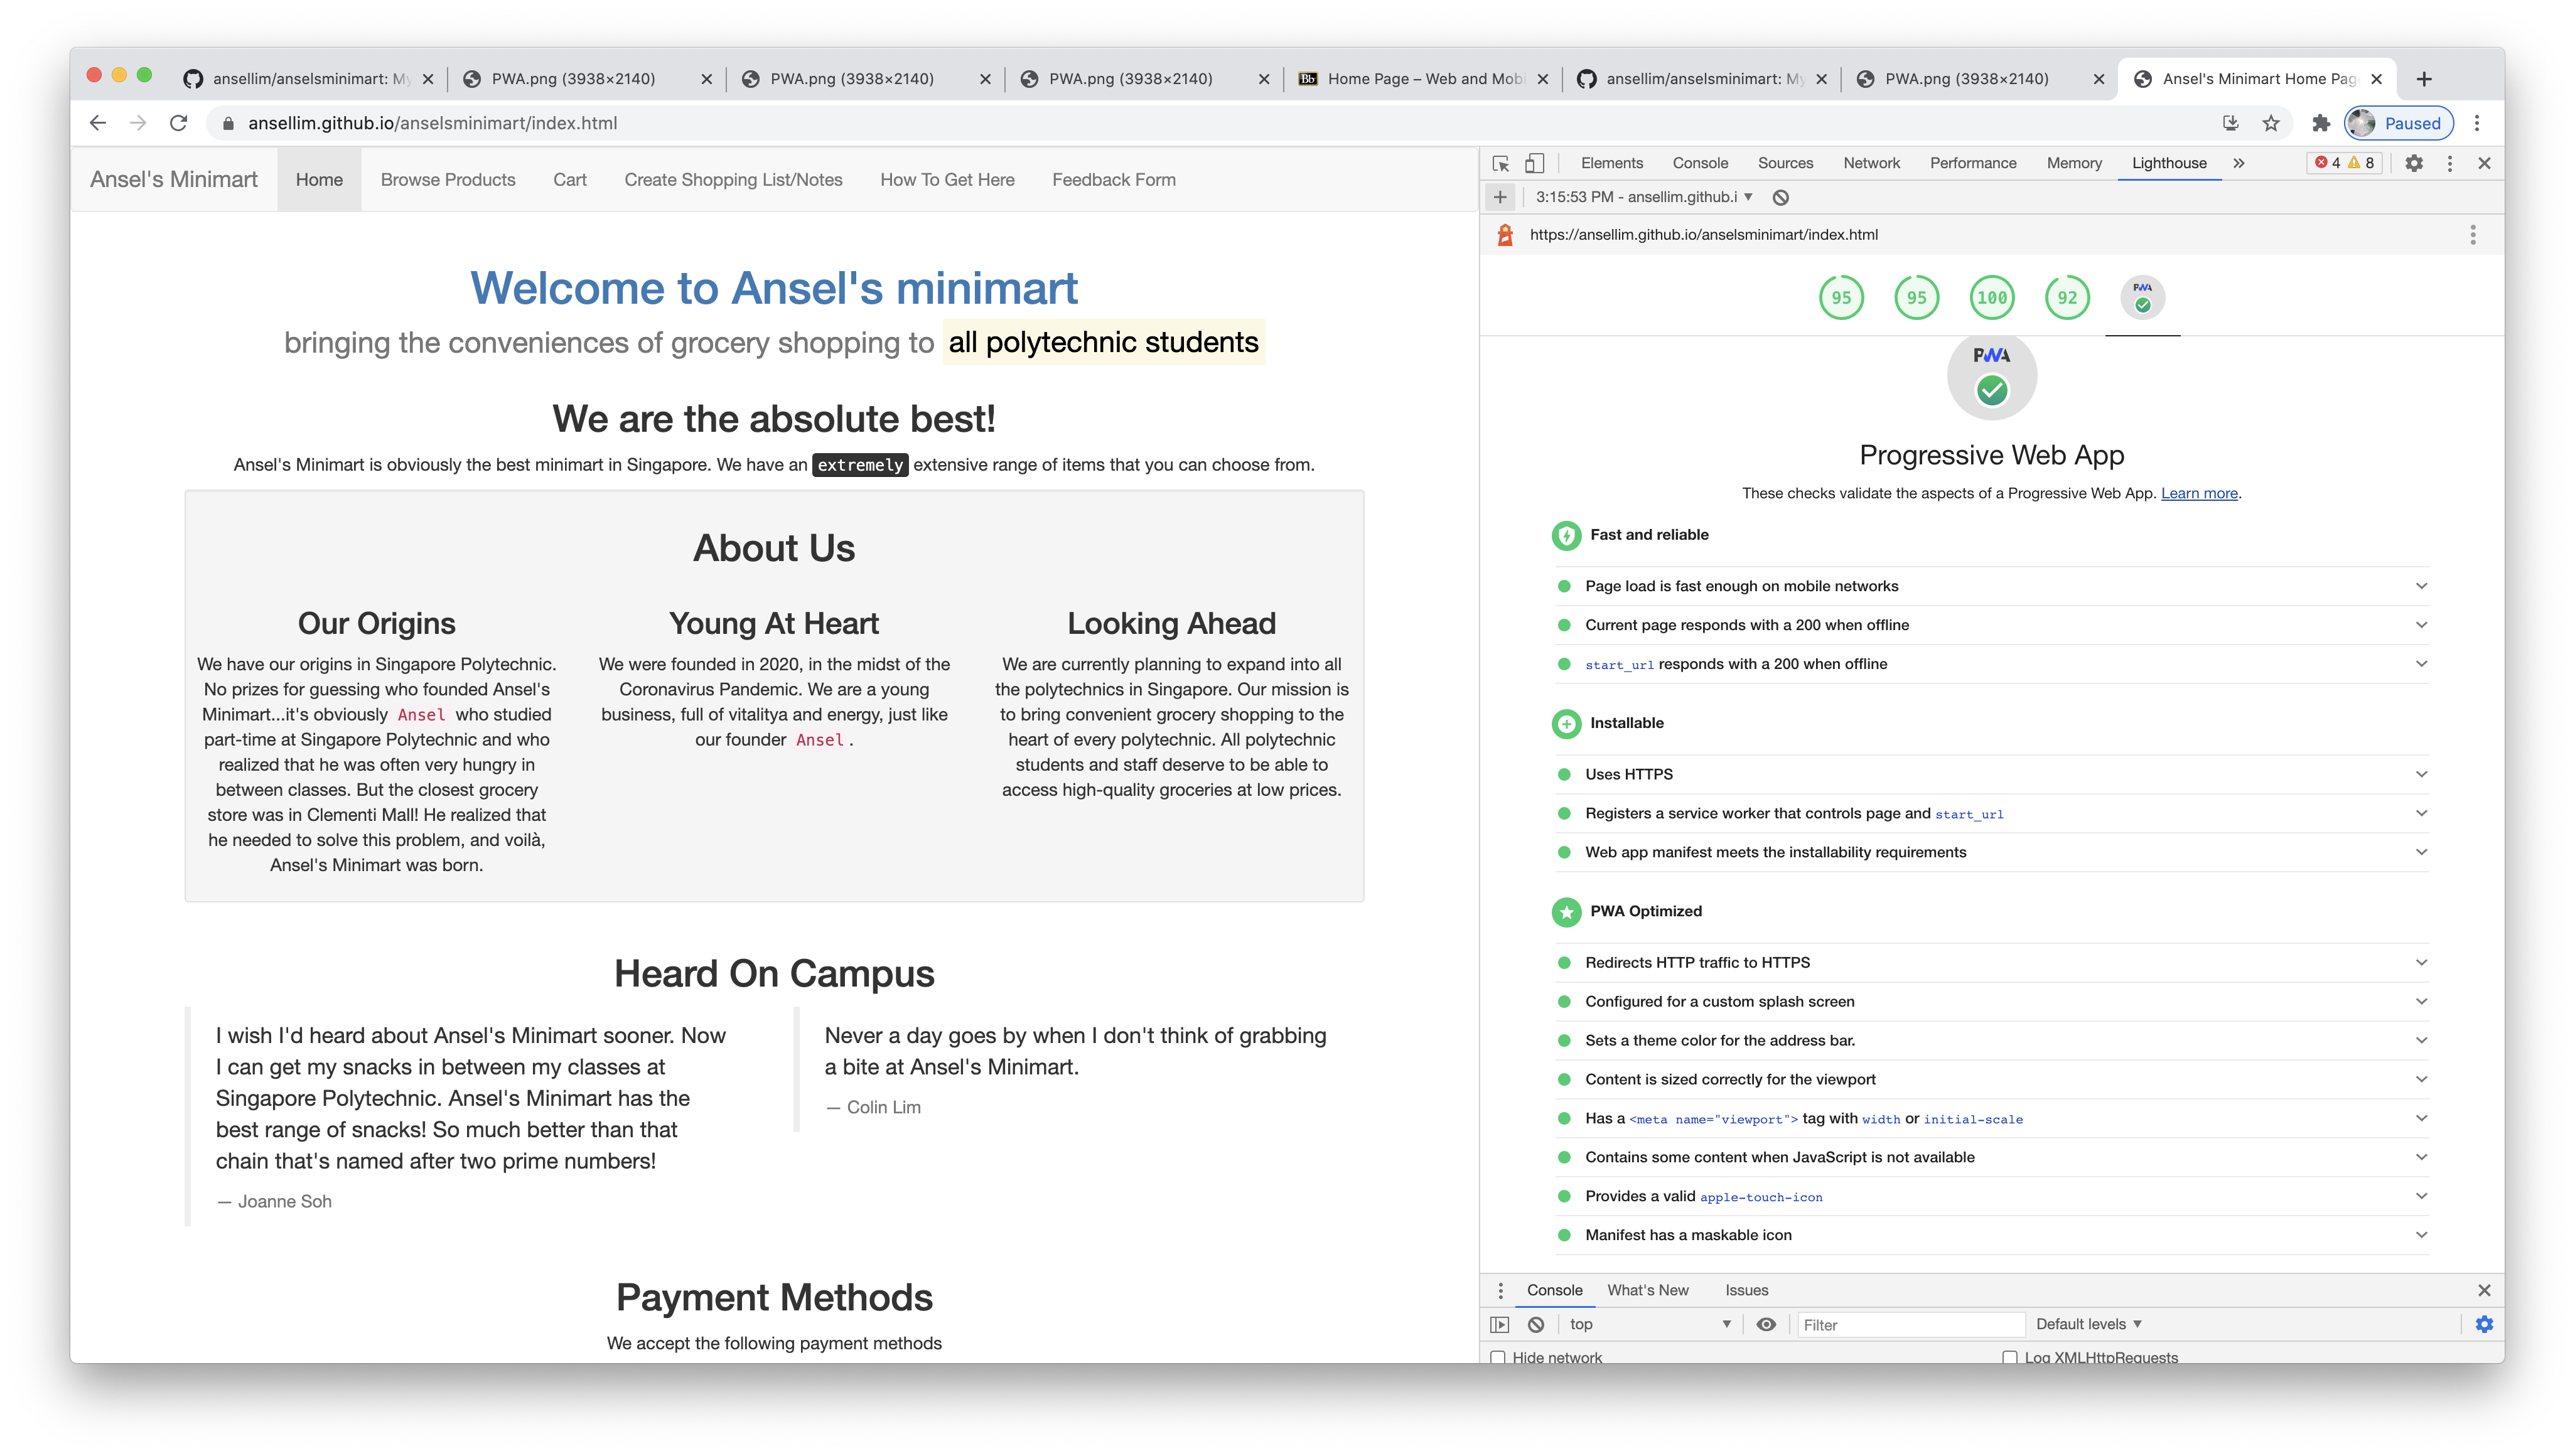 ansellim/anselsminimart: My
PWA.png (3938×2140)
PWA.png (3938×2140)
PWA.png (3938×2140)
Bb Home Page – Web and Mobi
ansellim/anselsminimart: My
PWA.png (3938×2140)
Ansel's Minimart Home Pag
ansellim.github.io/anselsminimart/index.html
Paused
Ansel's Minimart Home Browse Products Cart Create Shopping List/Notes How To Get Here Feedback Form
Welcome to Ansel's minimart
bringing the conveniences of grocery shopping to all polytechnic students
We are the absolute best!
Ansel's Minimart is obviously the best minimart in Singapore. We have an extremely extensive range of items that you can choose from.
About Us
Our Origins
We have our origins in Singapore Polytechnic.
No prizes for guessing who founded Ansel's
Minimart...it's obviously Ansel who studied
part-time at Singapore Polytechnic and who
realized that he was often very hungry in
between classes. But the closest grocery
store was in Clementi Mall! He realized that
he needed to solve this problem, and voilà,
Ansel's Minimart was born.
Young At Heart
We were founded in 2020, in the midst of the
Coronavirus Pandemic. We are a young
business, full of vitalitya and energy, just like
our founder Ansel .
Looking Ahead
We are currently planning to expand into all
the polytechnics in Singapore. Our mission is
to bring convenient grocery shopping to the
heart of every polytechnic. All polytechnic
students and staff deserve to be able to
access high-quality groceries at low prices.
Heard On Campus
I wish I'd heard about Ansel's Minimart sooner. Now
I can get my snacks in between my classes at
Singapore Polytechnic. Ansel's Minimart has the
best range of snacks! So much better than that
chain that's named after two prime numbers!
— Joanne Soh
Never a day goes by when I don't think of grabbing
a bite at Ansel's Minimart.
— Colin Lim
Payment Methods
We accept the following payment methods
Elements Console Sources Network Performance Memory Lighthouse » 4 8
3:15:53 PM - ansellim.github.i
https://ansellim.github.io/anselsminimart/index.html
95 95 100 92 PWA
PWA
Progressive Web App
These checks validate the aspects of a Progressive Web App. Learn more.
Fast and reliable
Page load is fast enough on mobile networks
Current page responds with a 200 when offline
start_url responds with a 200 when offline
Installable
Uses HTTPS
Registers a service worker that controls page and start_url
Web app manifest meets the installability requirements
PWA Optimized
Redirects HTTP traffic to HTTPS
Configured for a custom splash screen
Sets a theme color for the address bar.
Content is sized correctly for the viewport
Has a <meta name="viewport"> tag with width or initial-scale
Contains some content when JavaScript is not available
Provides a valid apple-touch-icon
Manifest has a maskable icon
Console What's New Issues
top Filter Default levels
Hide network Log XMLHttpRequests